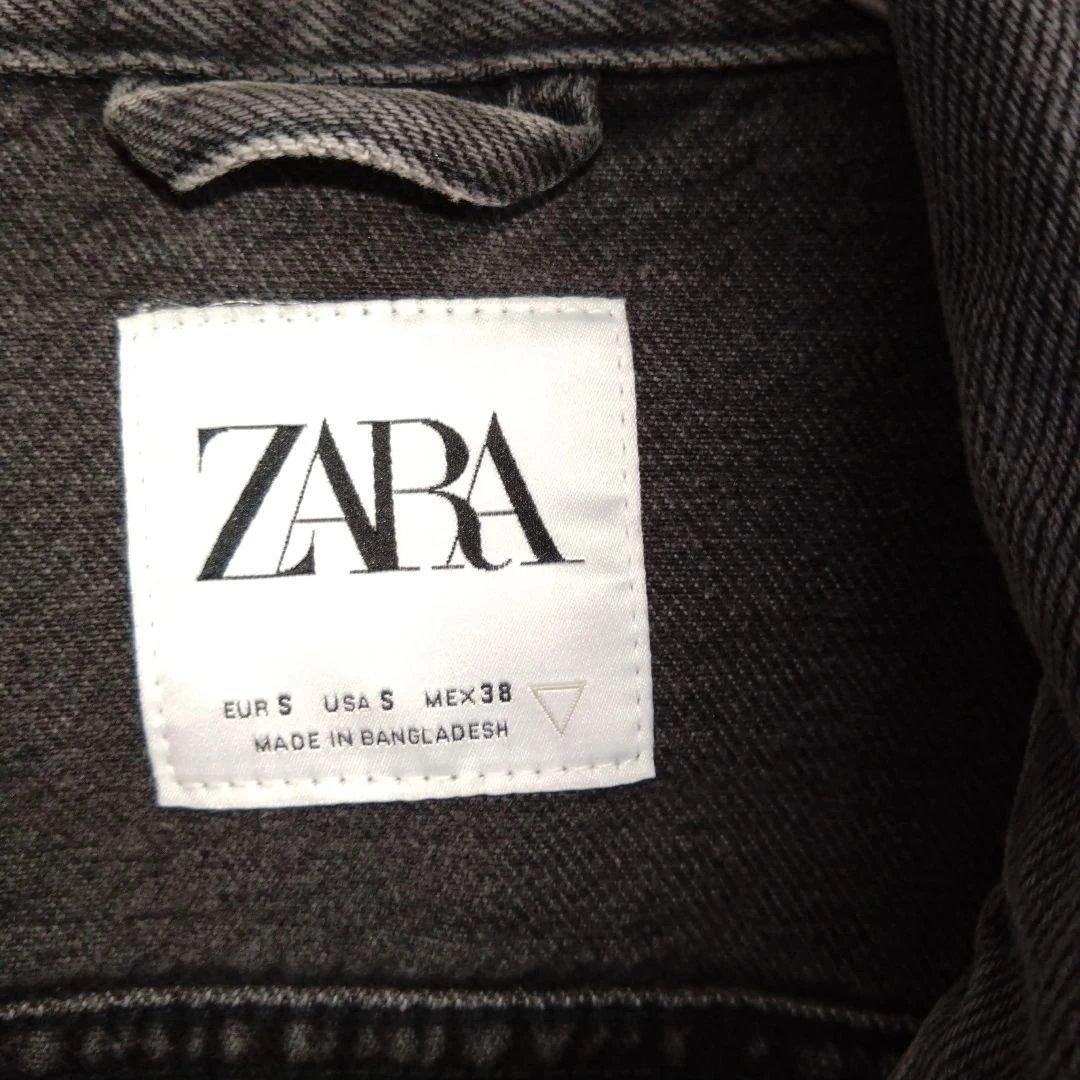 ZARA
EUR S USA S MEX 38
MADE IN BANGLADESH